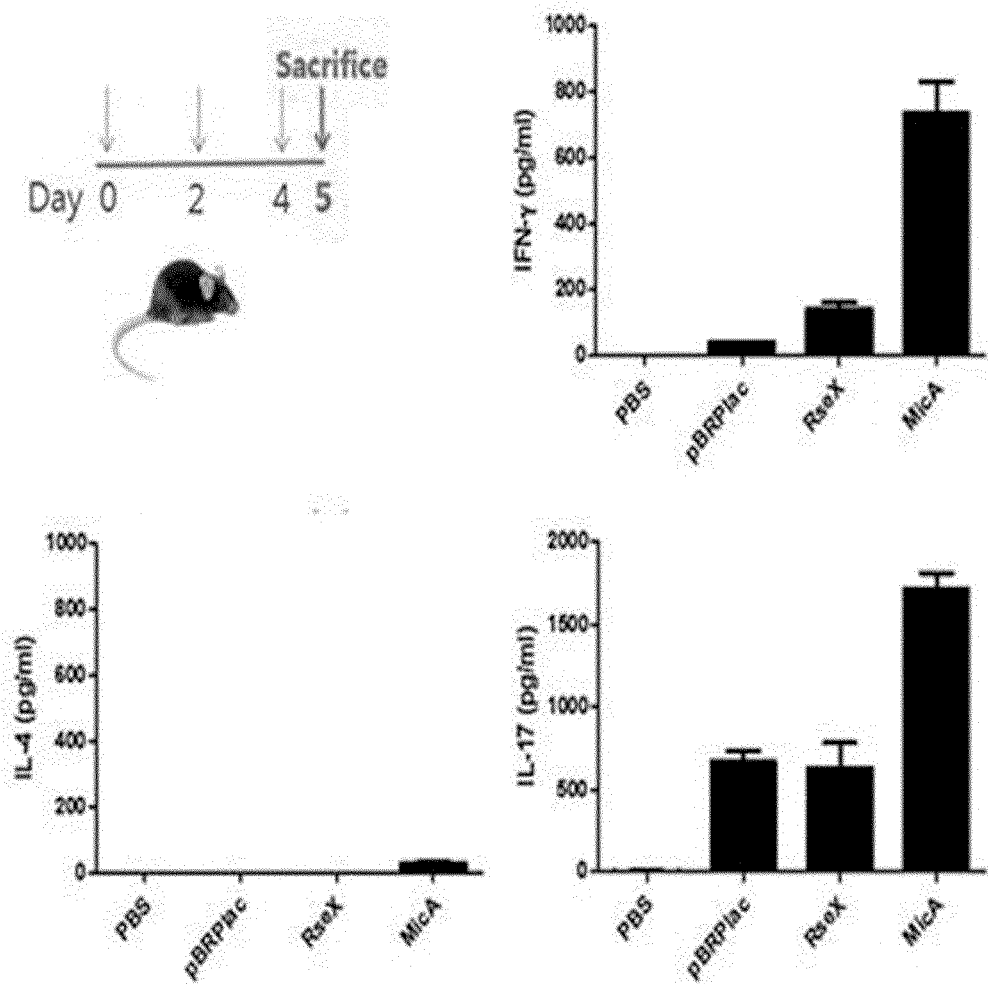 Sacrifice
Day 0 2 4 5
IFN-γ (pg/ml)
1000
800
600
400
200
0
PBS
pBRPlac
RseX
MicA
IL-4 (pg/ml)
1000
800
600
400
200
0
PBS
pBRPlac
RseX
MicA
IL-17 (pg/ml)
2000
1500
1000
500
0
PBS
pBRPlac
RseX
MicA